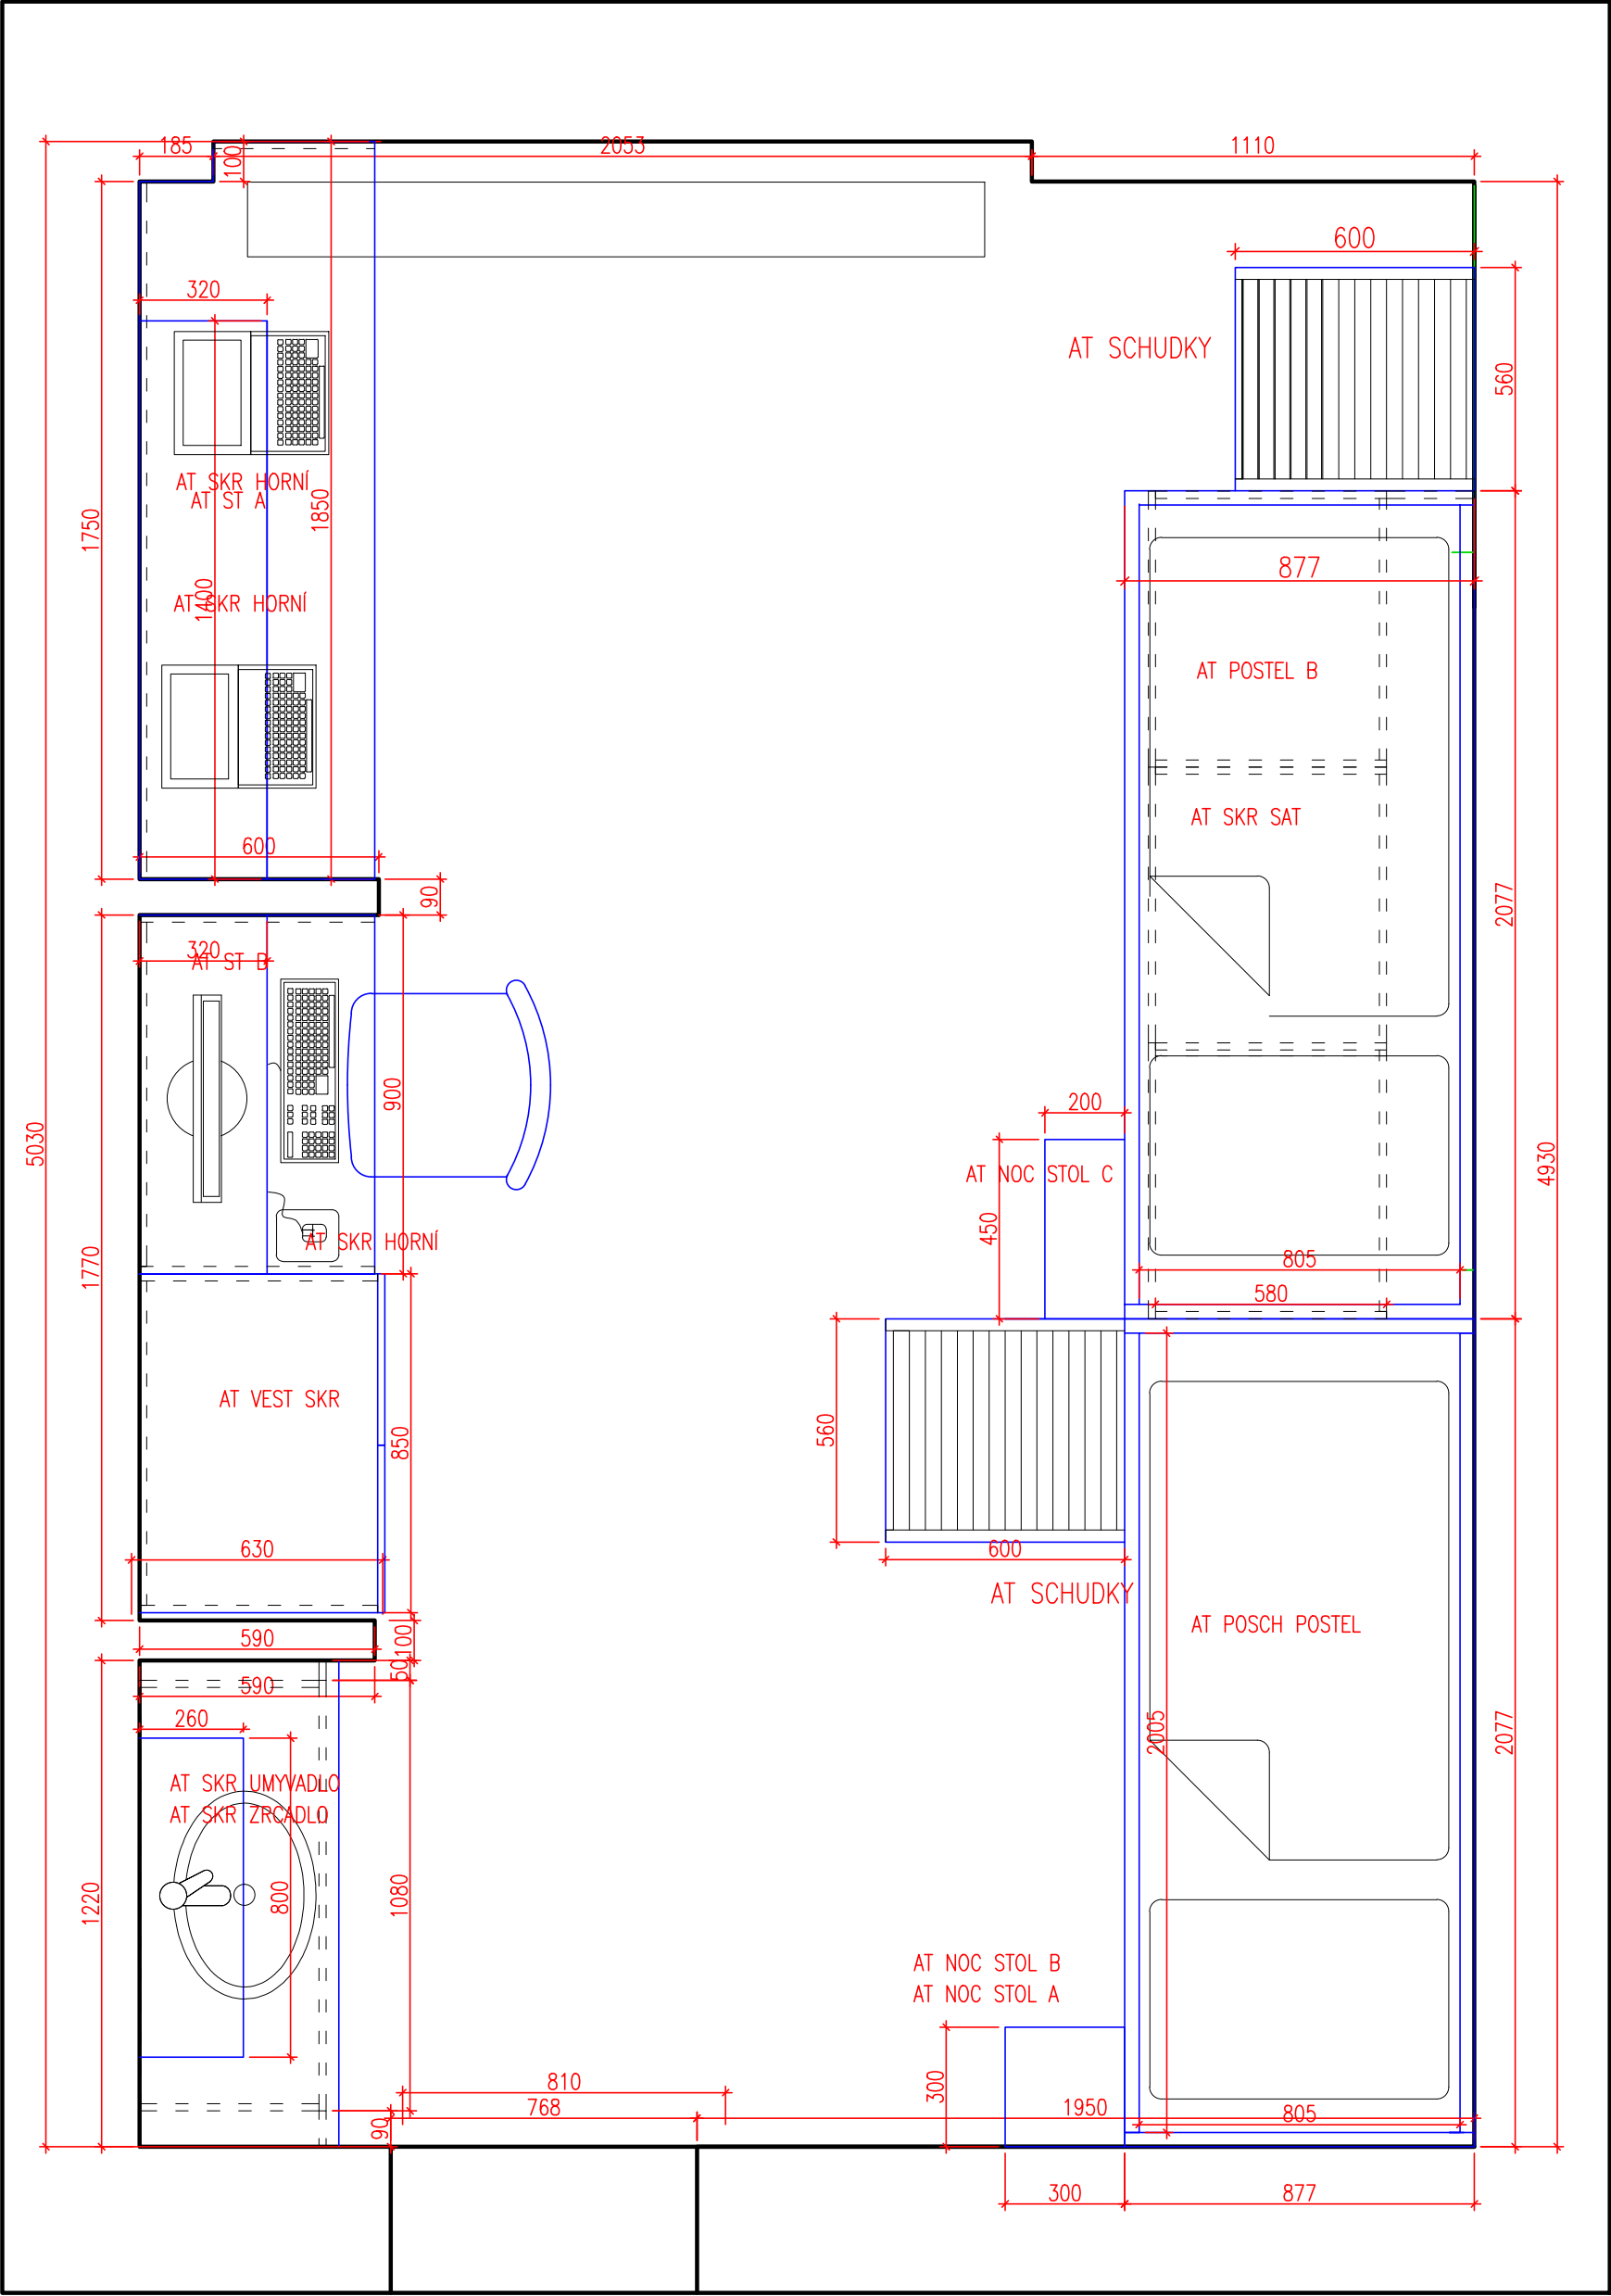 185
2053
1110
100
600
320
560
AT SCHUDKY
AT SKR HORNÍ
AT ST A
1850
1750
877
1400
AT SKR HORNÍ
AT POSTEL B
AT SKR SAT
600
90
2077
320
AT ST B
900
200
5030
4930
AT NOC STOL C
450
AT SKR HORNÍ
1770
805
580
AT VEST SKR
560
850
630
600
AT SCHUDKY
AT POSCH POSTEL
590
100
50
590
260
2005
2077
AT SKR UMYVADLO
AT SKR ZRCADLO
800
1080
1220
AT NOC STOL B
AT NOC STOL A
300
810
768
1950
805
90
300
877